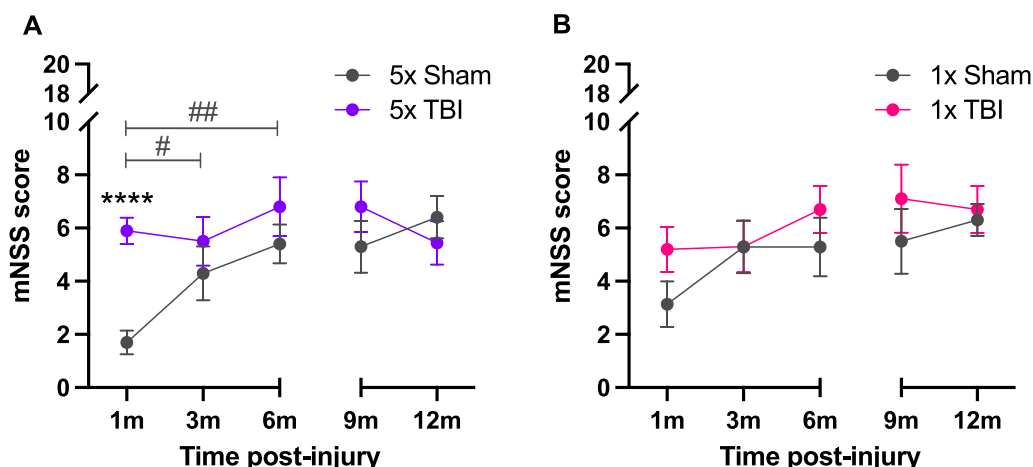 A
mNSS score
20
18
10
8
6
4
2
0
5x Sham
5x TBI
##
#
****
1m
3m
6m
9m
12m
Time post-injury
B
mNSS score
20
18
10
8
6
4
2
0
1x Sham
1x TBI
1m
3m
6m
9m
12m
Time post-injury